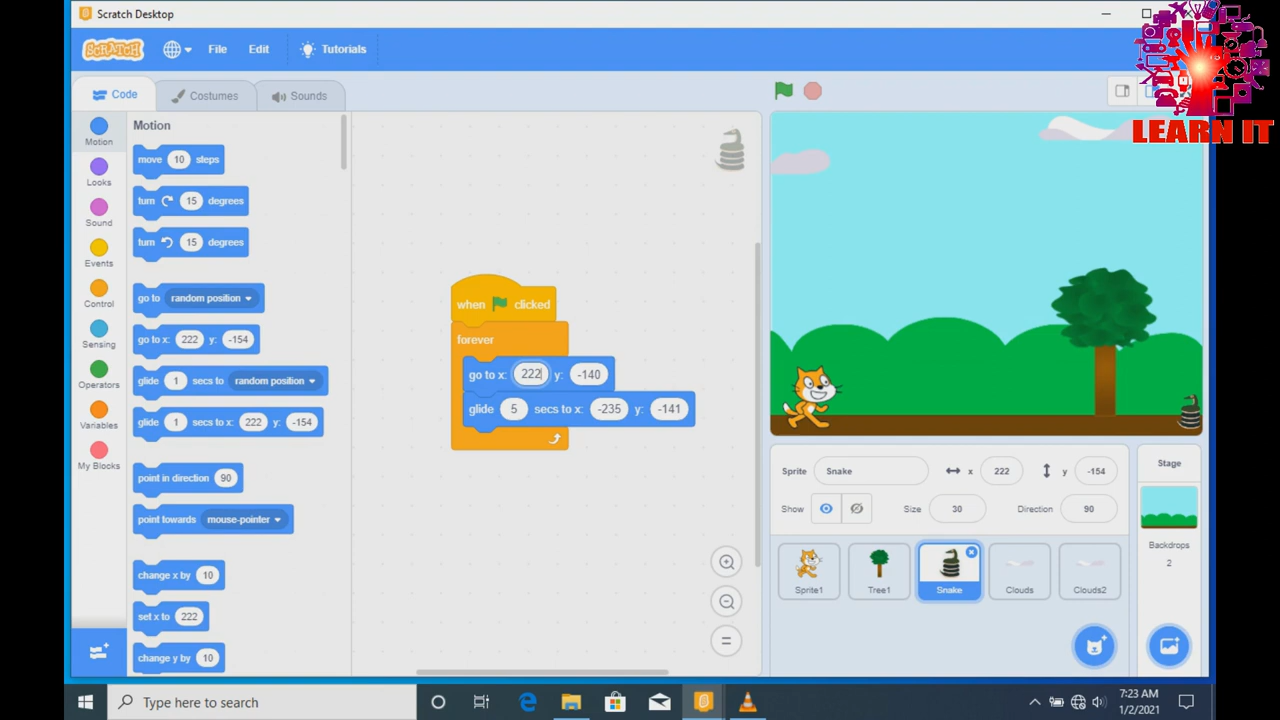 Scratch Desktop
LEARN IT
SCRATCH
File
Edit
Tutorials
Code
Costumes
Sounds
Motion
Looks
Sound
Events
Control
Sensing
Operators
Variables
My Blocks
Motion
move 10 steps
turn 15 degrees
turn 15 degrees
go to random position
go to x: 222 y: -154
glide 1 secs to random position
glide 1 secs to x: 222 y: -154
point in direction 90
point towards mouse-pointer
change x by 10
set x to 222
change y by 10
when clicked
forever
go to x: 222 y: -140
glide 5 secs to x: -235 y: -141
Sprite Snake x 222 y -154
Show Size 30 Direction 90
Sprite1
Tree1
Snake
Clouds
Clouds2
Stage
Backdrops
2
Type here to search
7:23 AM
1/2/2021